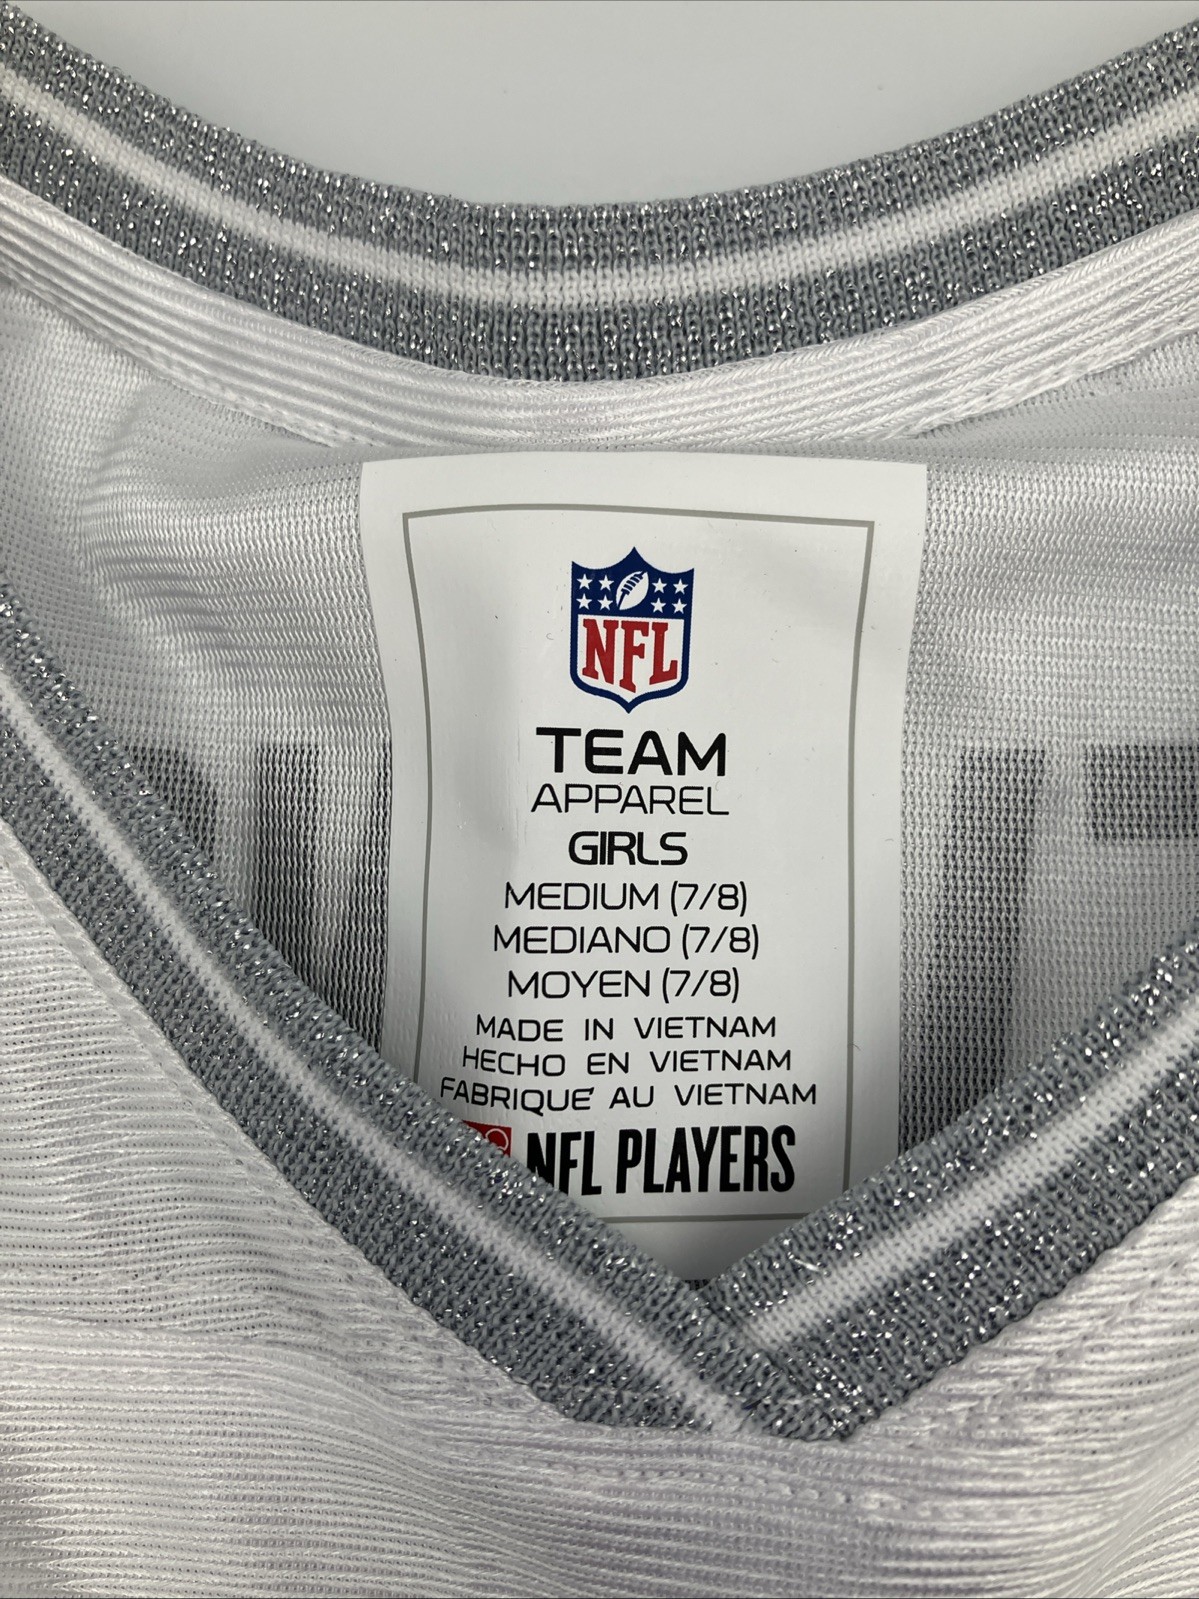 NFL
TEAM
APPAREL
GIRLS
MEDIUM (7/8)
MEDIANO (7/8)
MOYEN (7/8)
MADE IN VIETNAM
HECHO EN VIETNAM
FABRIQUÉ AU VIETNAM
NFL PLAYERS